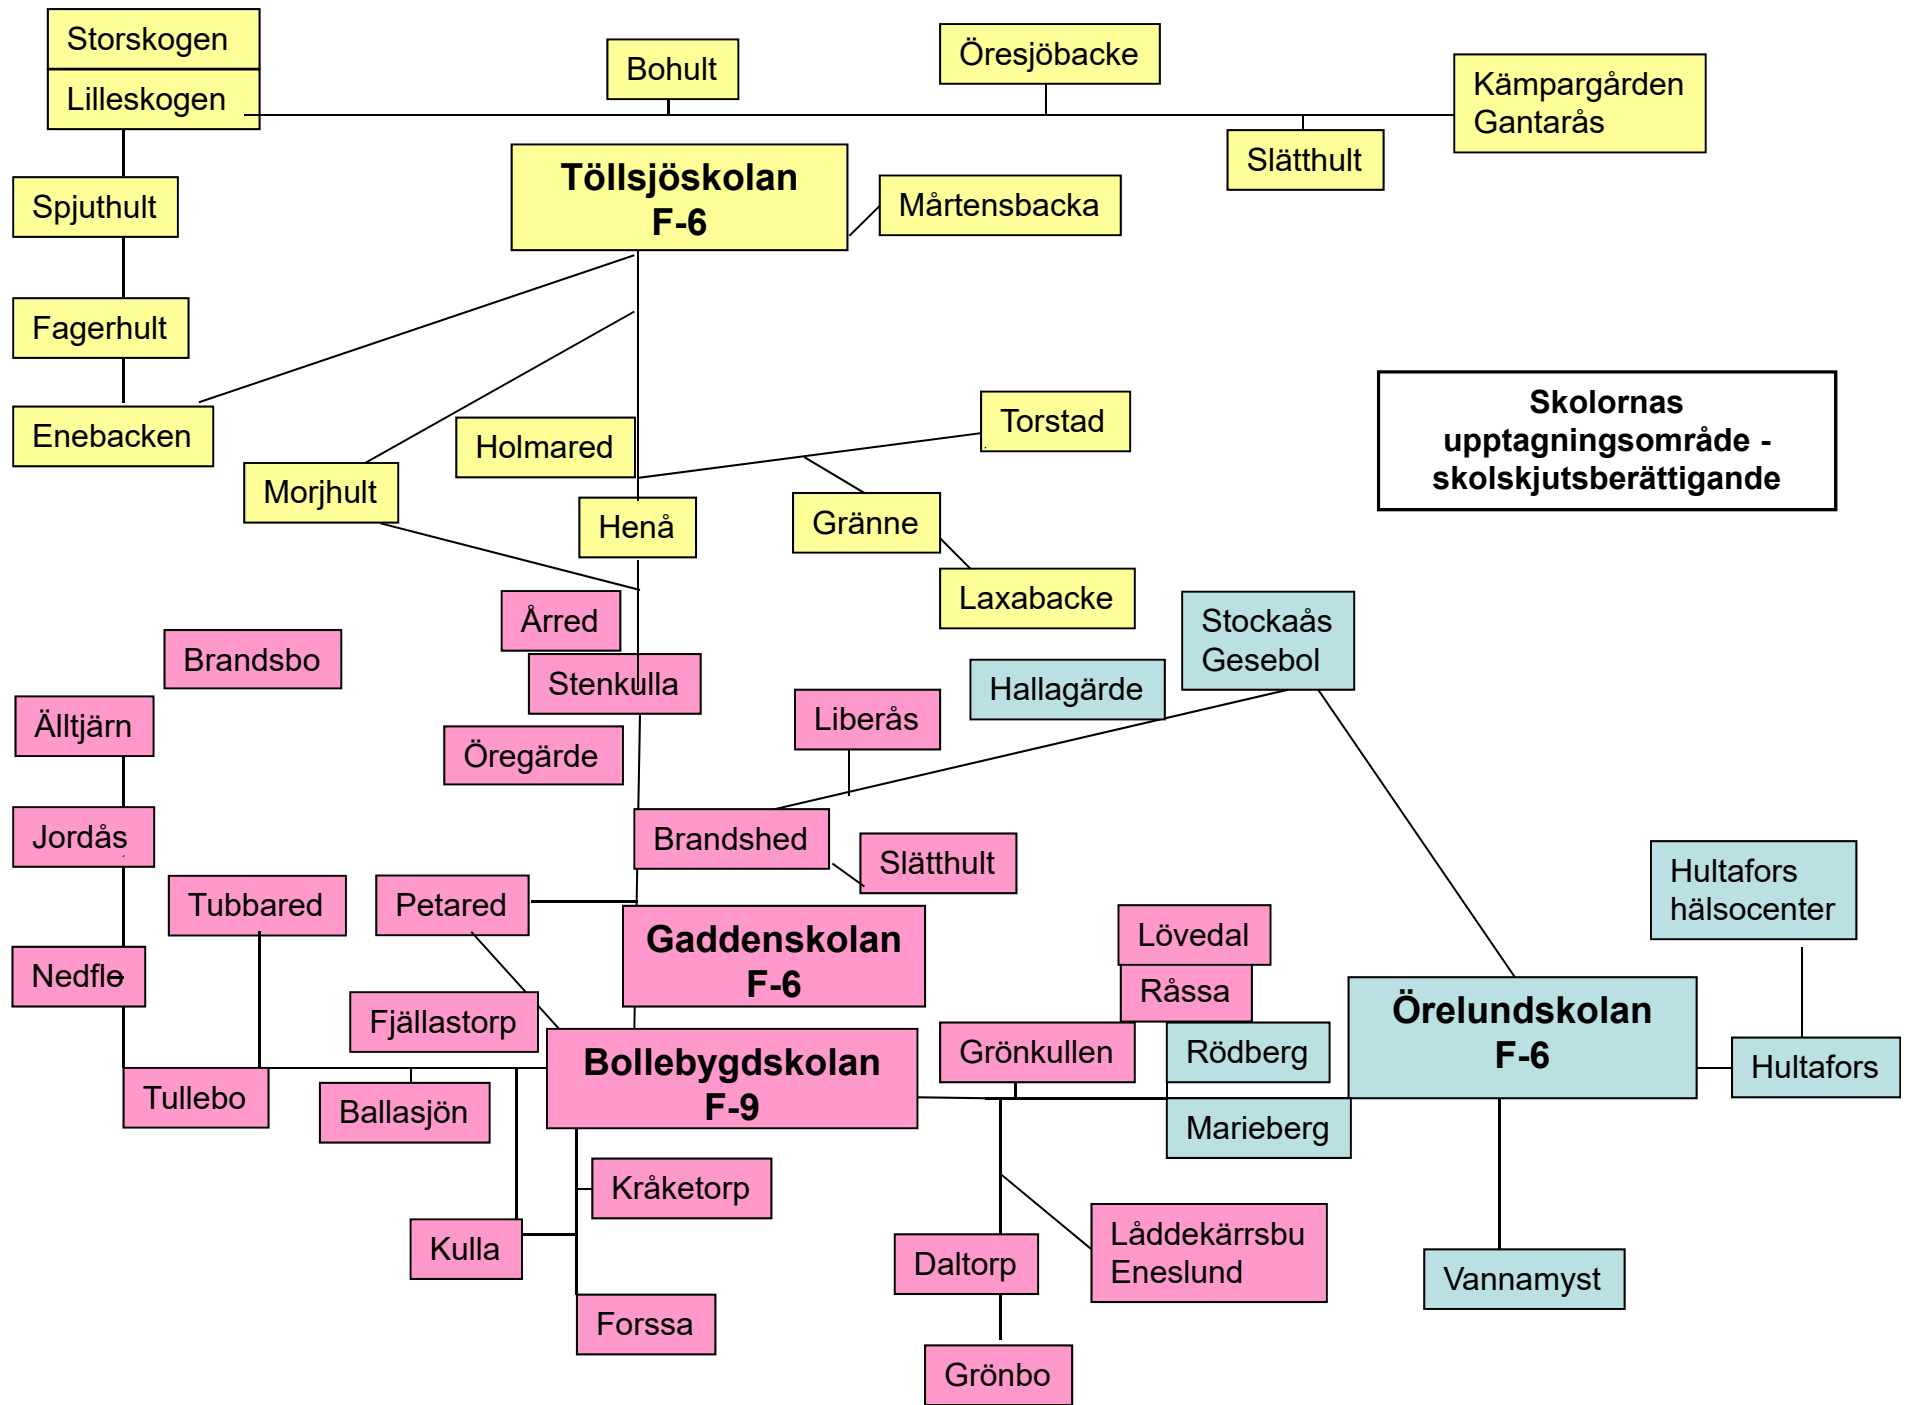 Storskogen
Lilleskogen
Bohult
Öresjöbacke
Kämpargården
Gantarås
Slätthult
Töllsjöskolan
F-6
Mårtensbacka
Spjuthult
Fagerhult
Enebacken
Morjhult
Holmared
Torstad
Henå
Gränne
Laxabacke
Skolornas
upptagningsområde -
skolskjutsberättigande
Årred
Stenkulla
Brandsbo
Älltjärn
Öregärde
Liberås
Hallagärde
Stockaås
Gesebol
Jordås
Brandshed
Slätthult
Tubbared
Petared
Nedflo
Gaddenskolan
F-6
Lövedal
Råssa
Hultafors
hälsocenter
Fjällastorp
Bollebygdskolan
F-9
Grönkullen
Rödberg
Örelundskolan
F-6
Hultafors
Tullebo
Ballasjön
Marieberg
Kråketorp
Kulla
Daltorp
Låddekärrsbu
Eneslund
Vannamyst
Forssa
Grönbo